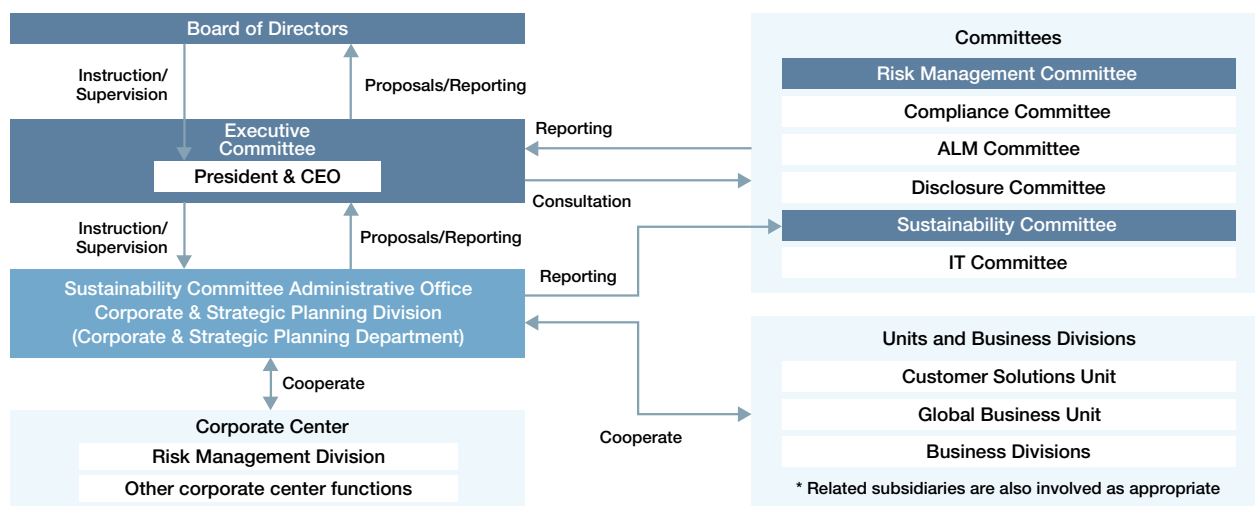 Board of Directors
Instruction/
Supervision
Proposals/Reporting
Executive
Committee
President & CEO
Instruction/
Supervision
Proposals/Reporting
Sustainability Committee Administrative Office
Corporate & Strategic Planning Division
(Corporate & Strategic Planning Department)
Cooperate
Corporate Center
Risk Management Division
Other corporate center functions
Reporting
Consultation
Reporting
Cooperate
Committees
Risk Management Committee
Compliance Committee
ALM Committee
Disclosure Committee
Sustainability Committee
IT Committee
Units and Business Divisions
Customer Solutions Unit
Global Business Unit
Business Divisions
* Related subsidiaries are also involved as appropriate